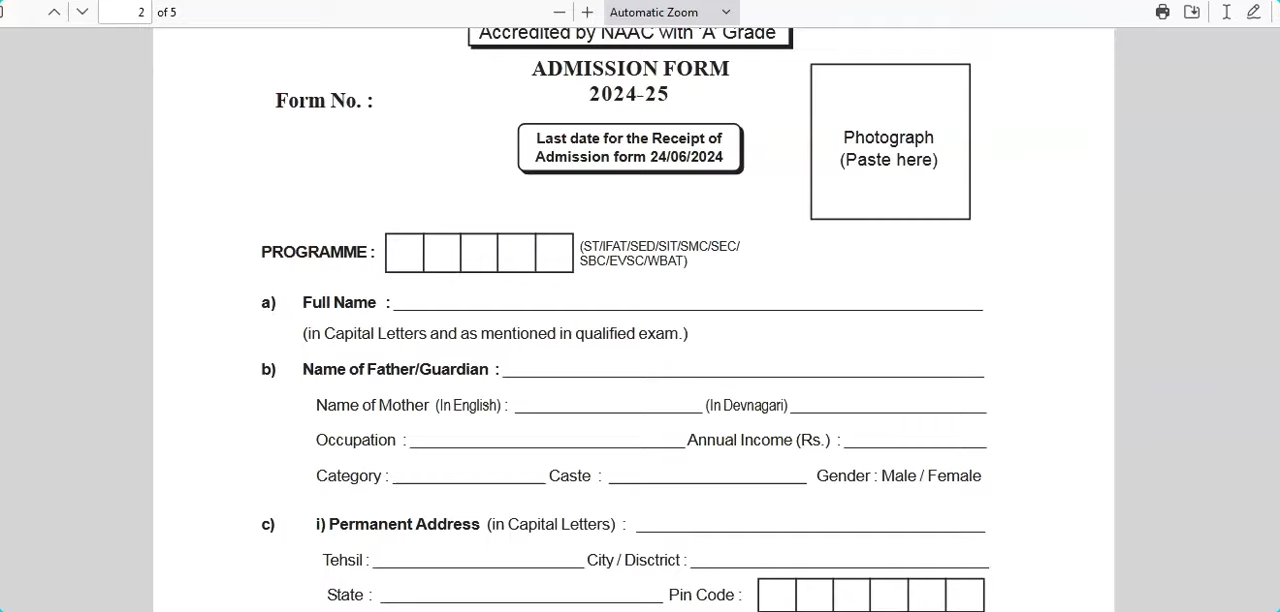 2 of 5 Automatic Zoom
Accredited by NAAC with 'A' Grade
ADMISSION FORM
2024-25
Form No. :
Last date for the Receipt of
Admission form 24/06/2024
Photograph
(Paste here)
PROGRAMME : (ST/IFAT/SED/SIT/SMC/SEC/
SBC/EVSC/WBAT)
a) Full Name :
(in Capital Letters and as mentioned in qualified exam.)
b) Name of Father/Guardian :
Name of Mother (In English) : (In Devnagari)
Occupation : Annual Income (Rs.) :
Category : Caste : Gender : Male / Female
c) i) Permanent Address (in Capital Letters) :
Tehsil : City / Disctrict :
State : Pin Code :